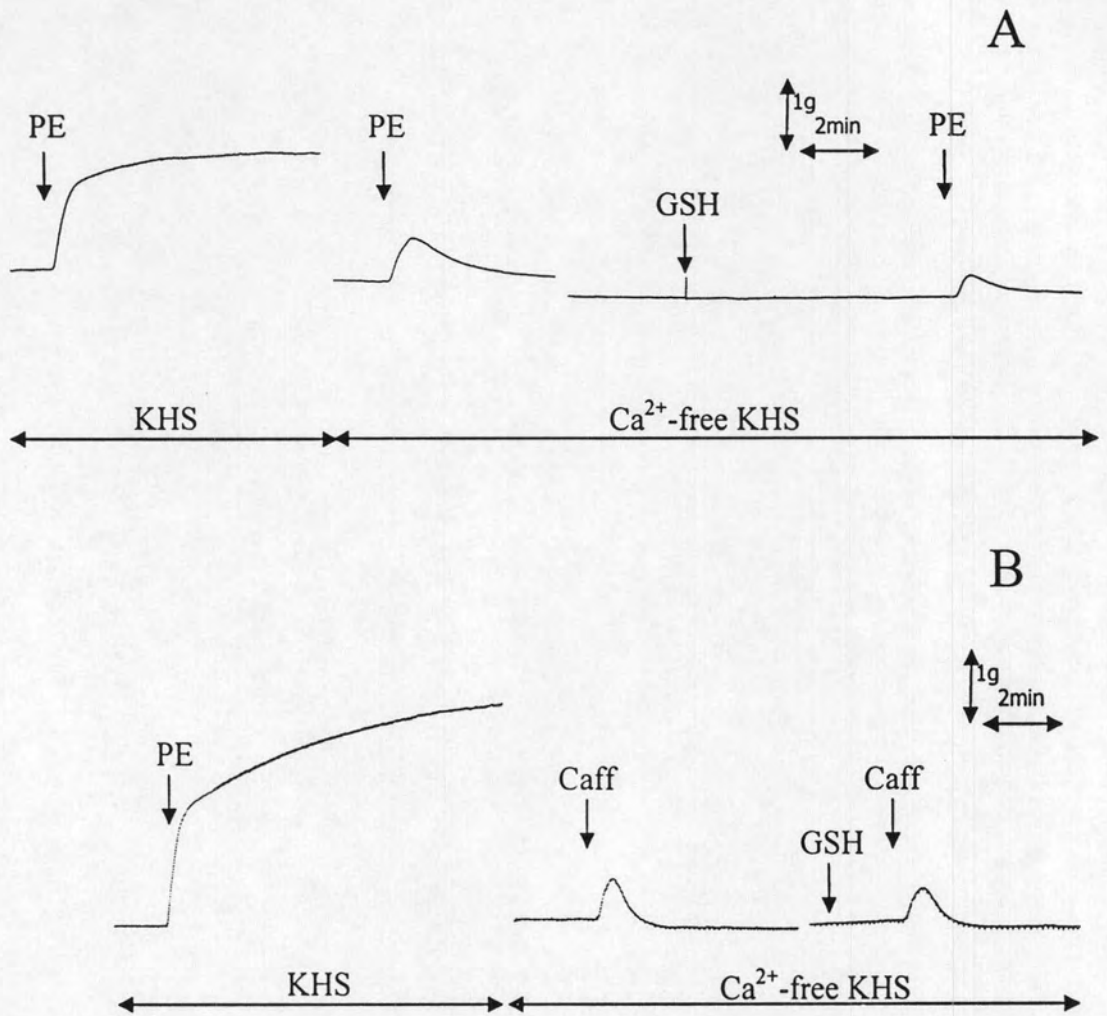 A
PE
PE
1g
2min
PE
GSH
KHS
Ca²⁺-free KHS
B
1g
2min
PE
Caff
Caff
GSH
KHS
Ca²⁺-free KHS